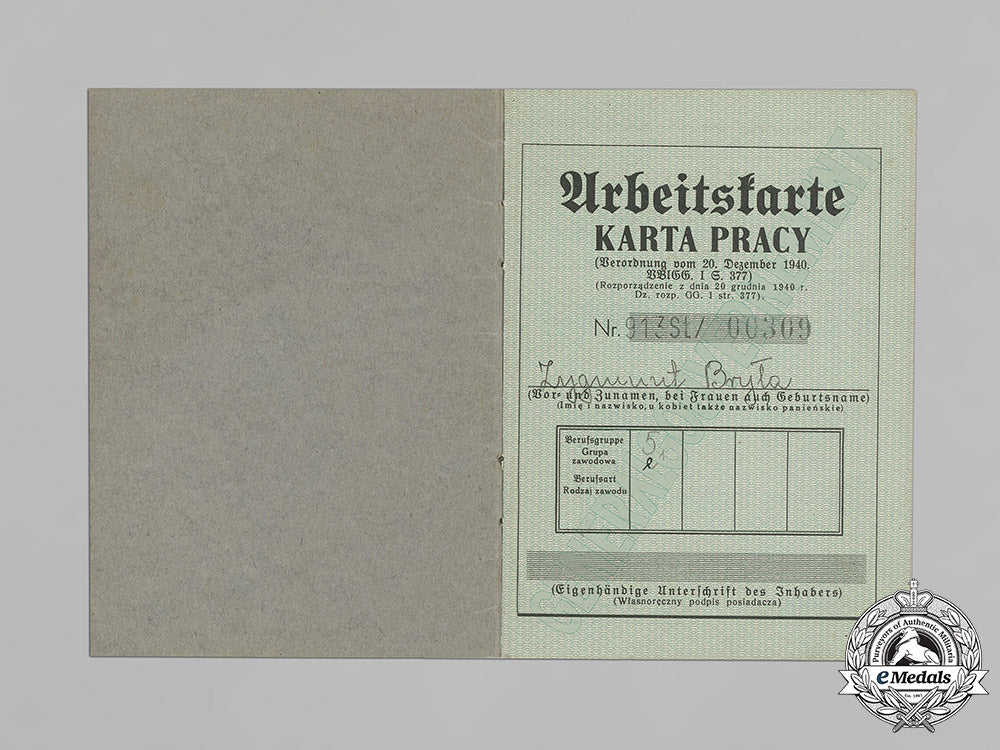 Arbeitskarte
KARTA PRACY
(Verordnung vom 20. Dezember 1940.
VBlGG. I S. 377)
(Rozporządzenie z dnia 20 grudnia 1940 r.
Dz. rozp. GG. I str. 377).
Nr. 913St/ 00309
Zygmunt Bryła
(Vor- und Zunamen, bei Frauen auch Geburtsname)
(Imię i nazwisko, u kobiet także nazwisko panieńskie)
Berufsgruppe 5
Grupa
zawodowa
Berufsart
Rodzaj zawodu
(Eigenhändige Unterschrift des Inhabers)
(Własnoręczny podpis posiadacza)
Purveyors of Authentic Militaria
eMedals